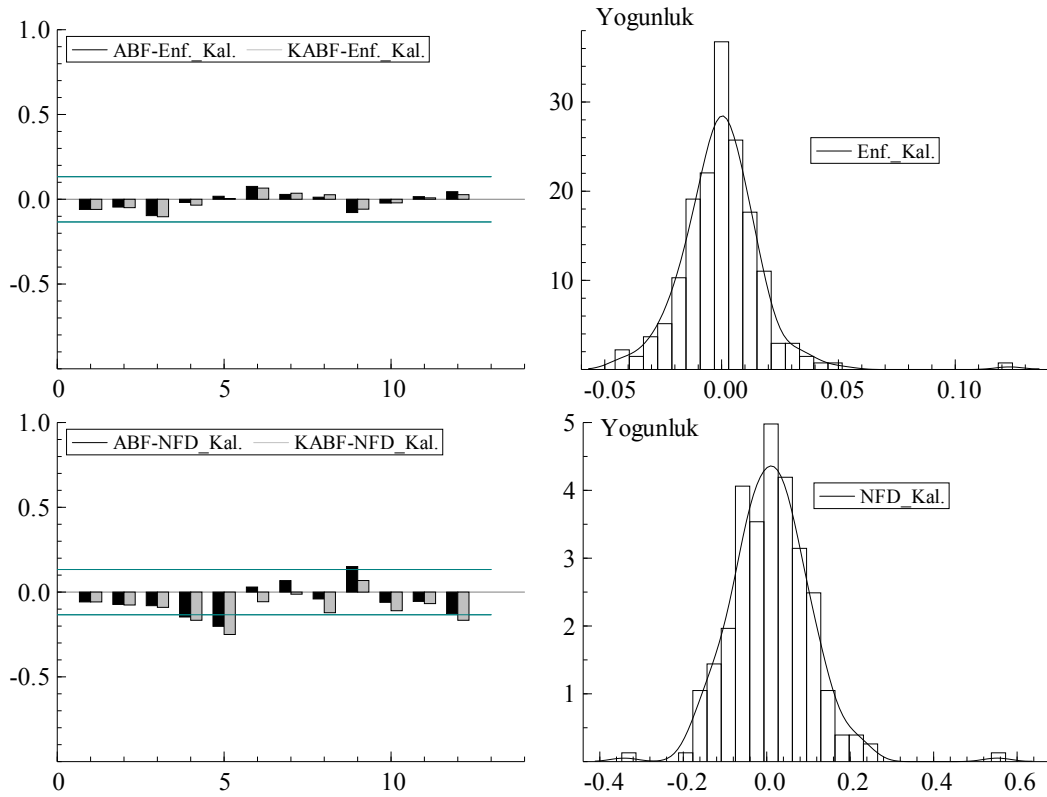 1.0
ABF-Enf._Kal. KABF-Enf._Kal.
0.5
0.0
-0.5
0 5 10
Yogunluk
30
20
10
Enf._Kal.
-0.05 0.00 0.05 0.10
1.0
ABF-NFD_Kal. KABF-NFD_Kal.
0.5
0.0
-0.5
0 5 10
5
Yogunluk
4
3
2
1
NFD_Kal.
-0.4 -0.2 0.0 0.2 0.4 0.6